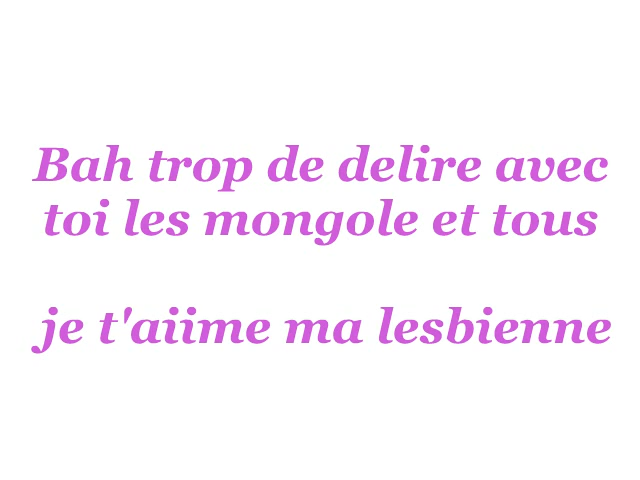 Bah trop de delire avec
toi les mongole et tous
je t'aiime ma lesbienne